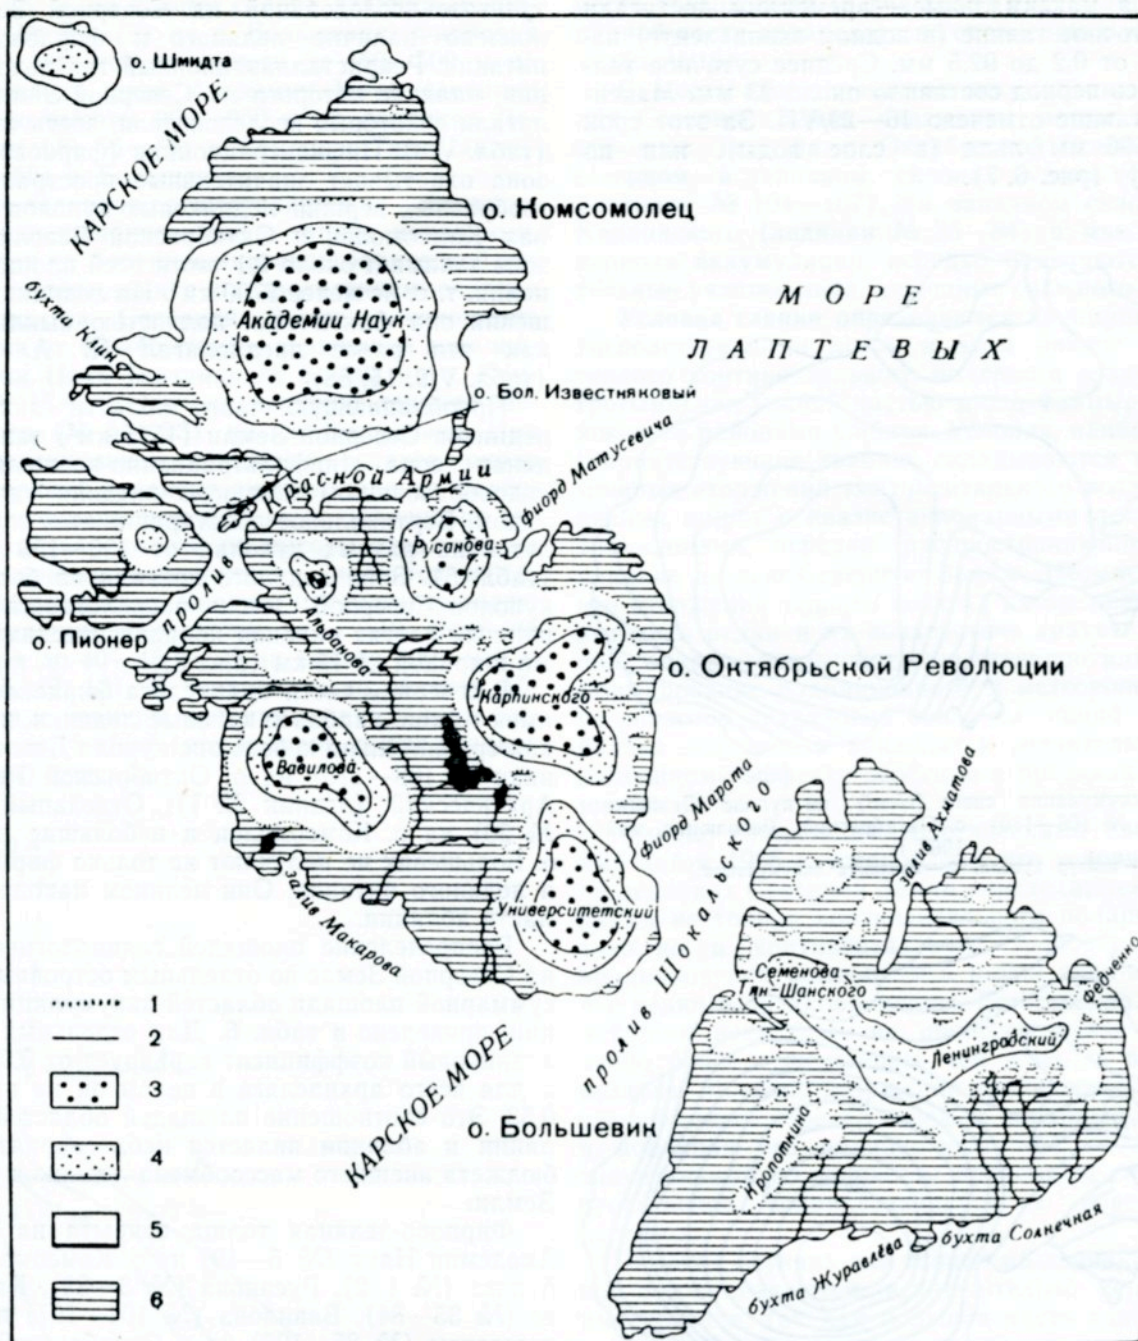 о. Шмидта
КАРСКОЕ МОРЕ
о. Комсомолец
МОРЕ
ЛАПТЕВЫХ
бухта Узкий
Академии Наук
о. Бол. Известняковый
фиорд Матусевича
пролив Красной Армии
Русанова
о. Пионер
Альбанова
Карпинского
о. Октябрьской Революции
Вавилова
фиорд Марата
залив Ахматова
Университетский
залив Макарова
пролив Шокальского
Семенова-
Тян-Шанского
Федченко
Ленинградский
о. Большевик
КАРСКОЕ МОРЕ
Кропоткина
бухта Солнечная
бухта Журавлёва
1
2
3
4
5
6